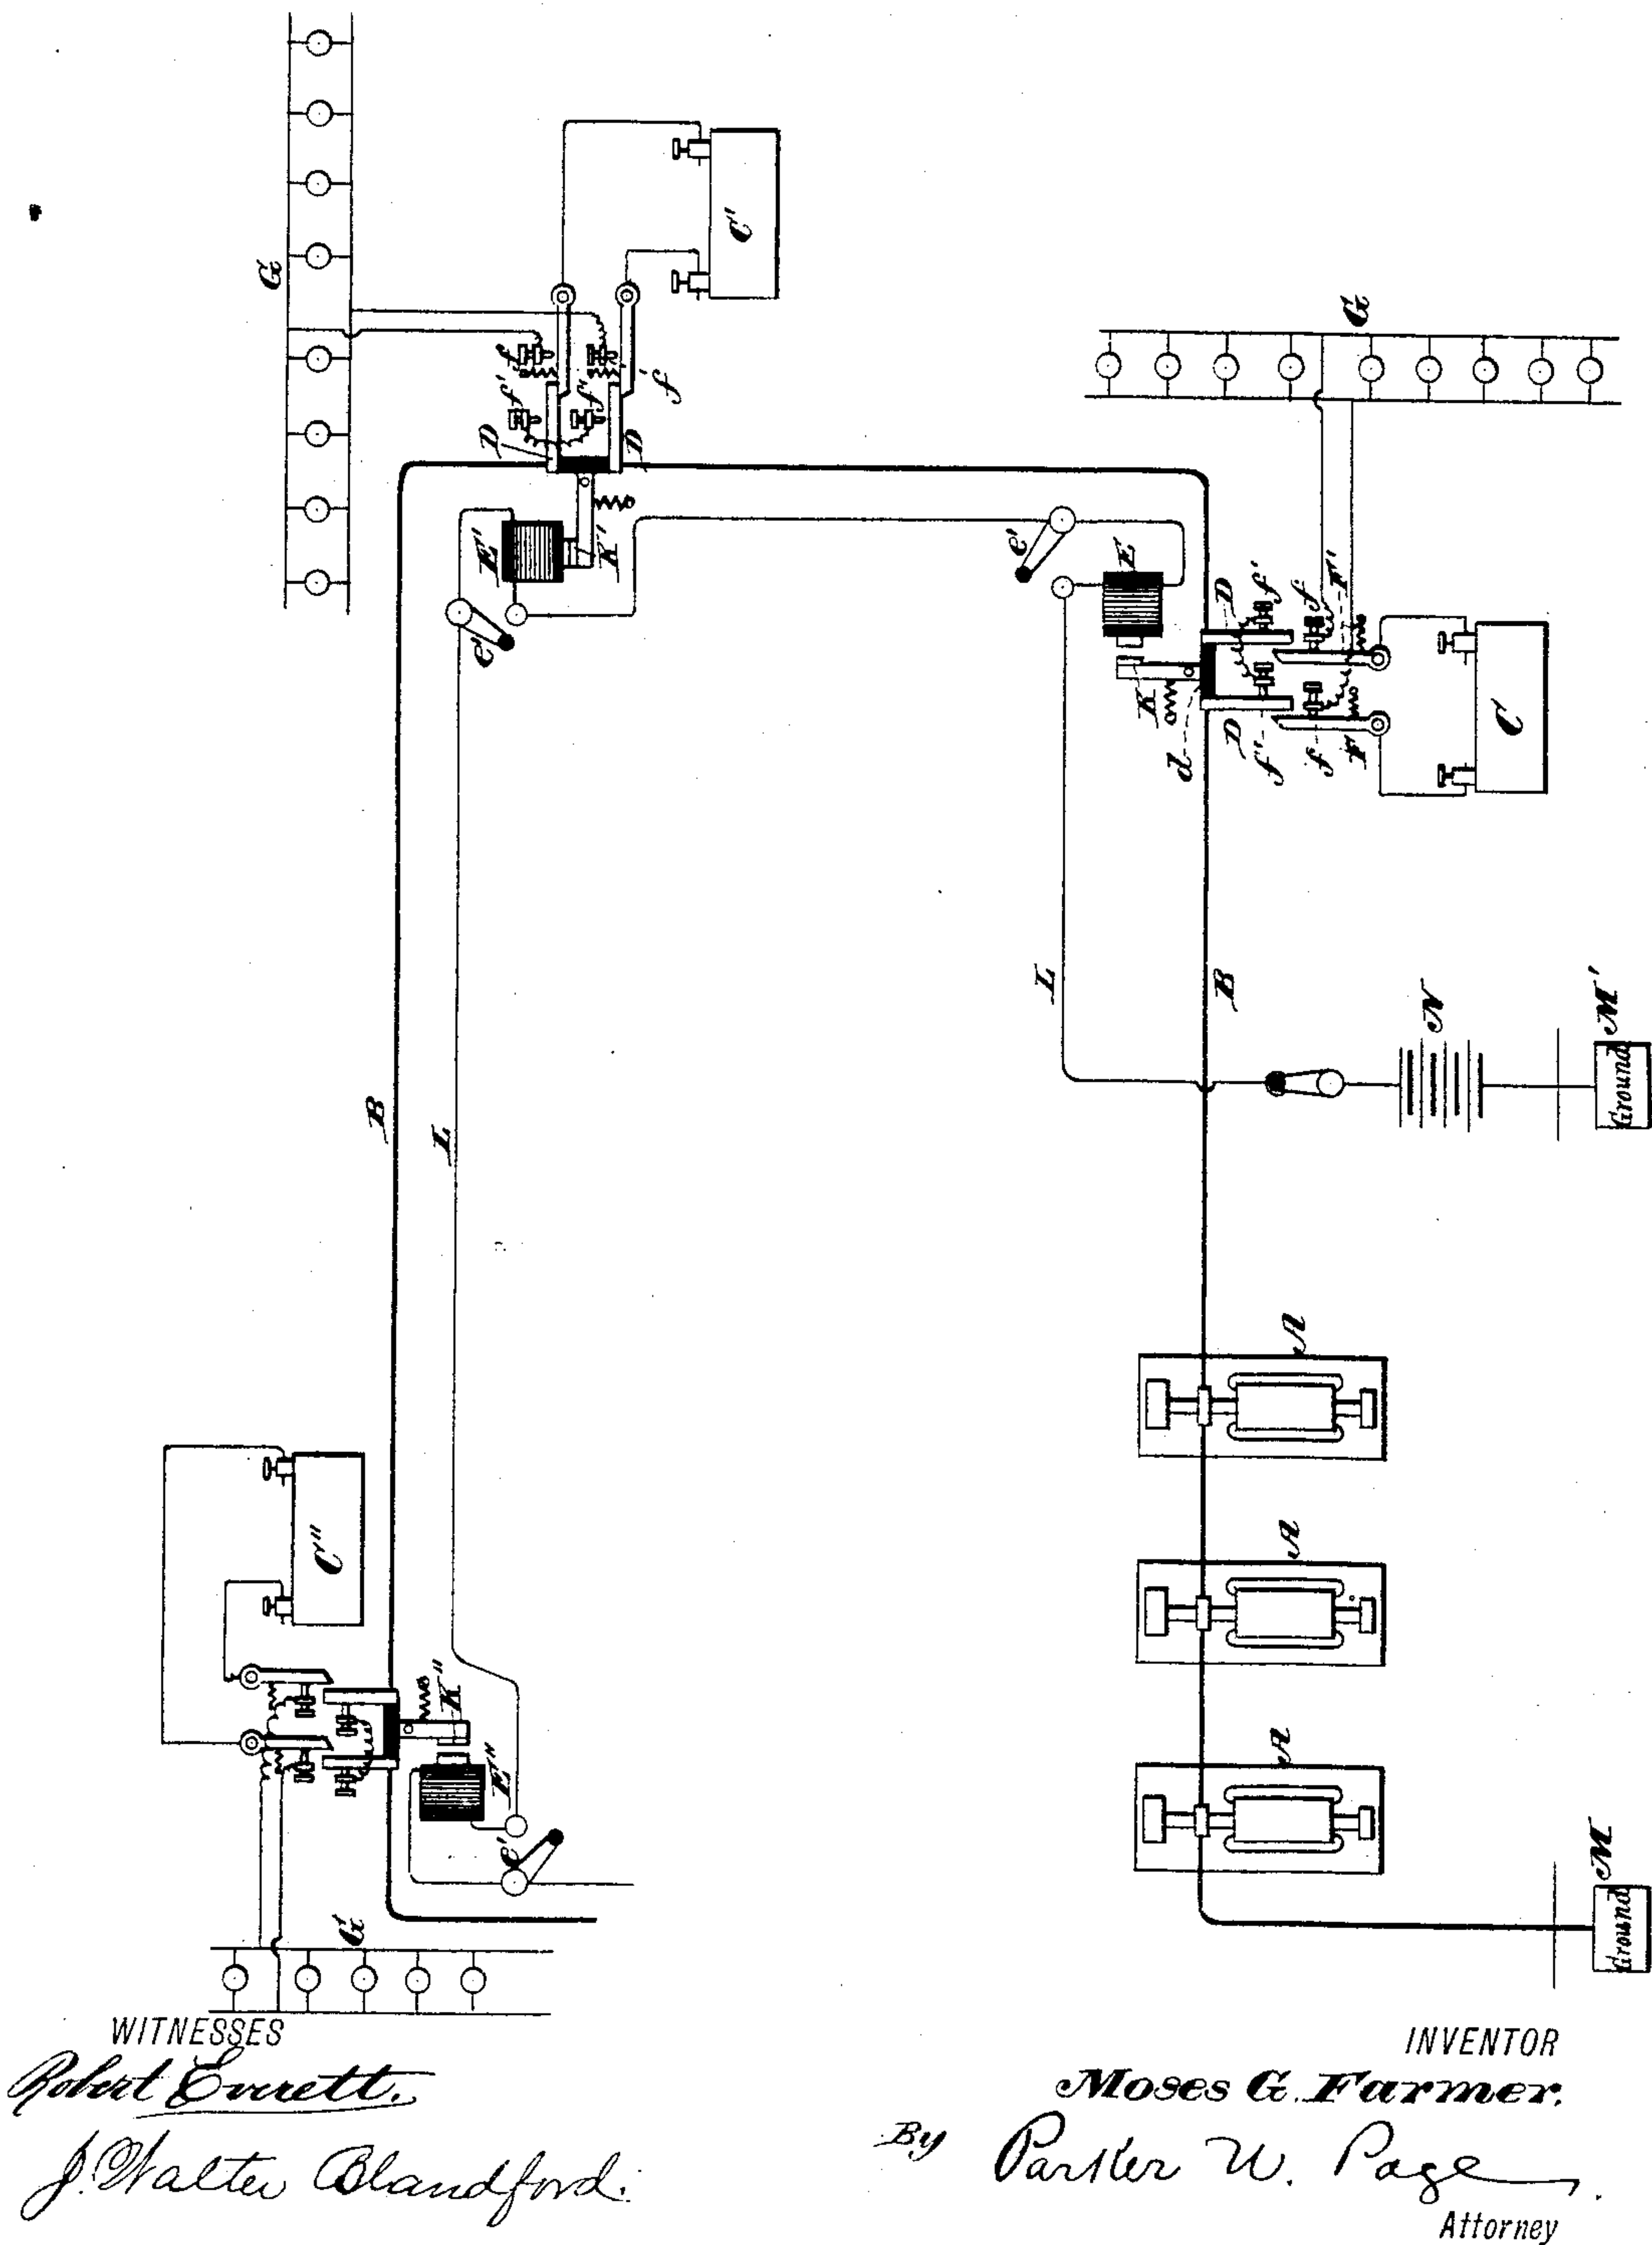 G
C'
f
f'
f'
f
D
D
G
E'
K'
e'
E
e'
D
f'
f
F'
K
d
D
f'
f
F
C
L
B
N
M'
Ground
B
L
A
C''
A
K''
E''
A
e'
M
Ground
G
WITNESSES
Robert Everett.
J. Walter Blandford.
INVENTOR
Moses G. Farmer.
By Parker W. Page
Attorney